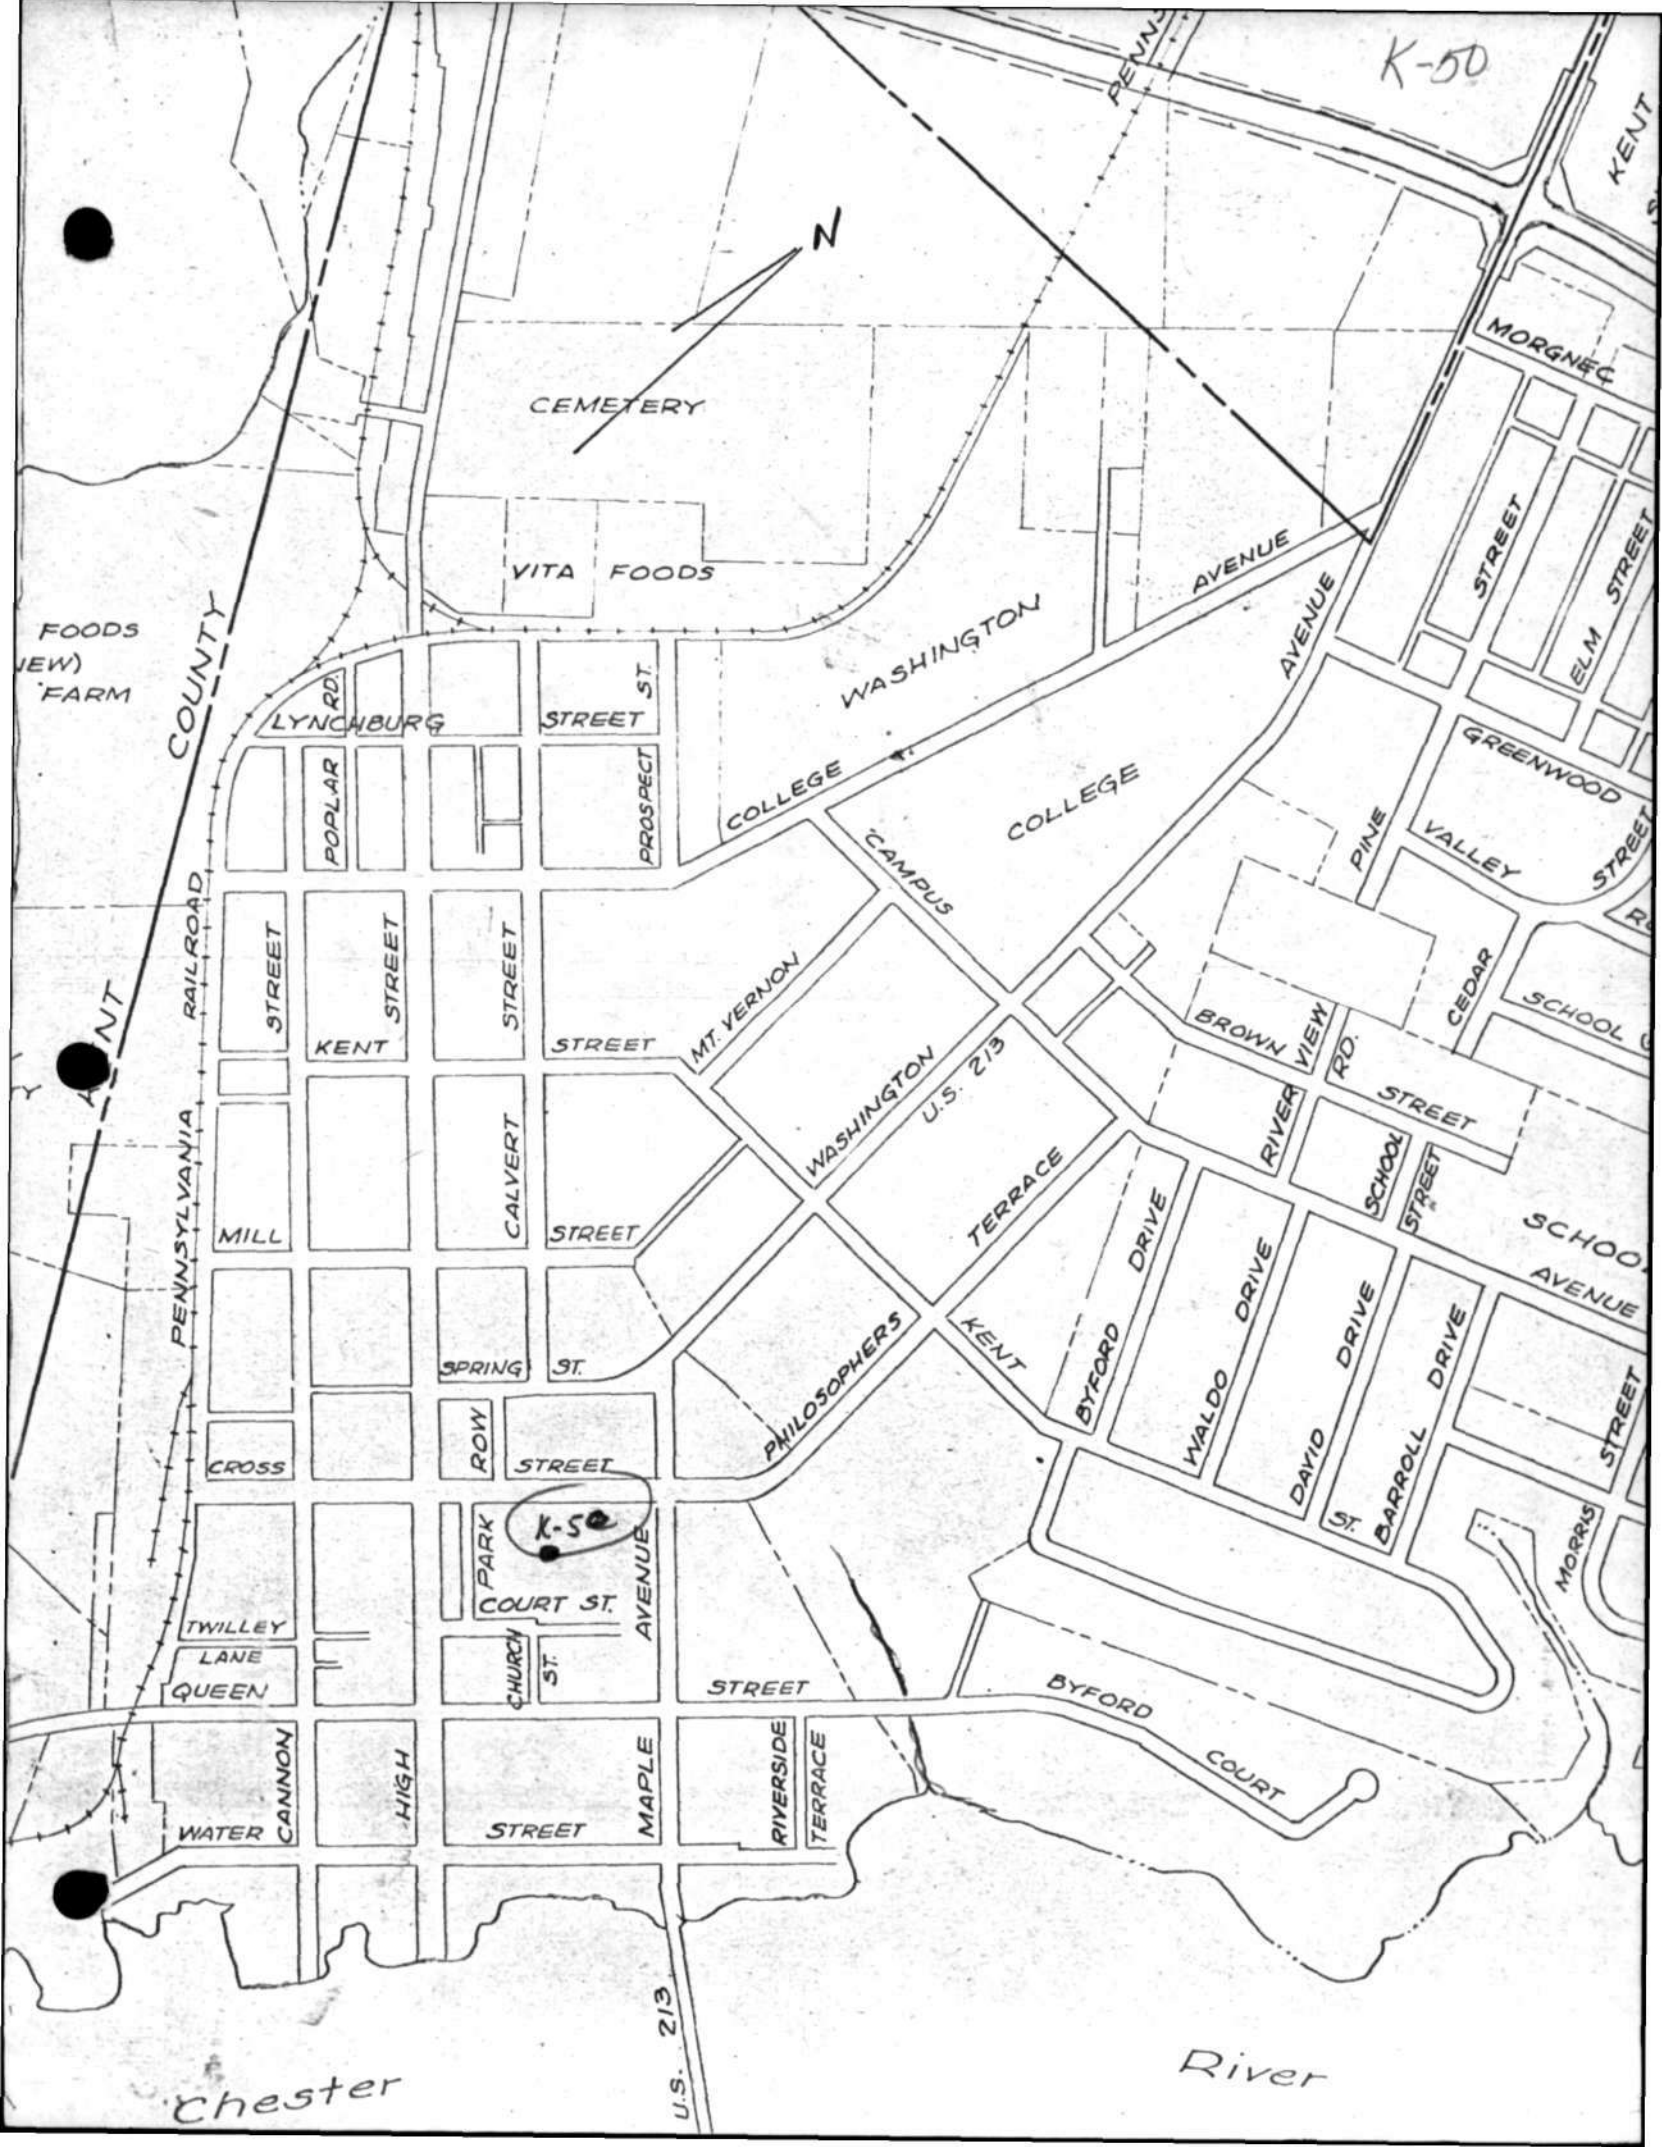 K-50
PENNS
KENT
N
CEMETERY
MORGNEC
VITA FOODS
AVENUE
STREET
STREET
ELM
FOODS
FARM
COUNTY
WASHINGTON
AVENUE
RD.
ST.
LYNCHBURG
STREET
GREENWOOD
POPLAR
PROSPECT
COLLEGE
COLLEGE
CAMPUS
PINE
VALLEY
STREET
RAILROAD
STREET
STREET
STREET
MT. VERNON
CEDAR
SCHOOL
KENT
STREET
BROWN
VIEW
RD.
STREET
WASHINGTON
U.S. 213
RIVER
PENNSYLVANIA
CALVERT
MILL
STREET
TERRACE
DRIVE
SCHOOL
STREET
SCHOO
AVENUE
DRIVE
DRIVE
DRIVE
SPRING
ST.
PHILOSOPHERS
KENT
BYFORD
WALDO
DAVID
BARROLL
ST.
STREET
CROSS
ROW
STREET
K-50
PARK
AVENUE
COURT ST.
MORRIS
TWILLEY
LANE
QUEEN
CHURCH
ST.
STREET
BYFORD
COURT
WATER
CANNON
HIGH
STREET
MAPLE
RIVERSIDE
TERRACE
U.S. 213
Chester
River